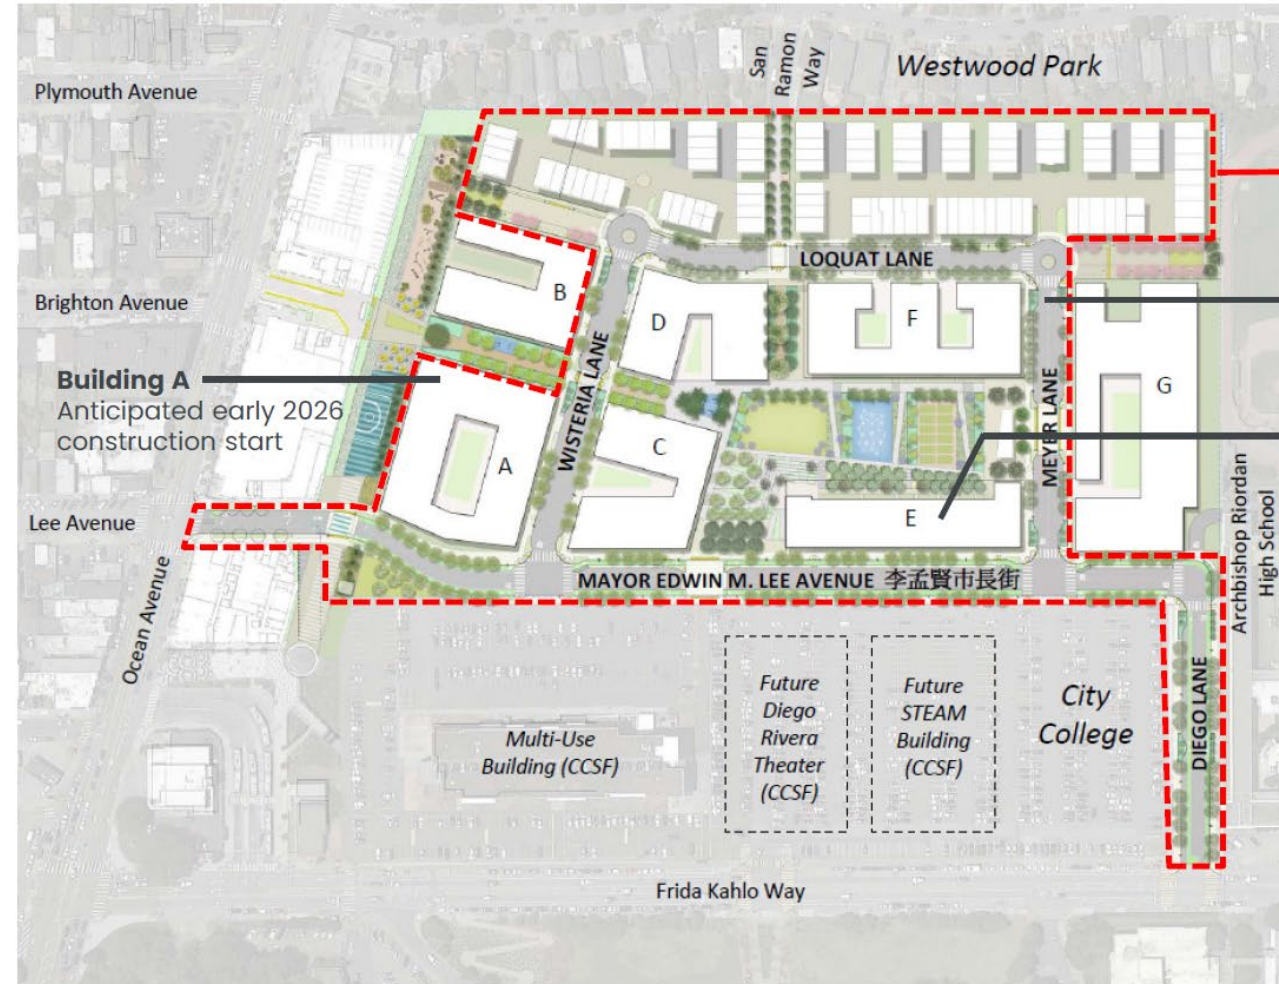 San
Ramon
Way
Westwood Park
Plymouth Avenue
Brighton Avenue
Building A
Anticipated early 2026
construction start
Lee Avenue
Ocean Avenue
LOQUAT LANE
WISTERIA LANE
MEYER LANE
B
D
F
G
A
C
E
MAYOR EDWIN M. LEE AVENUE 李孟賢市長街
Archbishop Riordan
High School
DIEGO LANE
Multi-Use
Building (CCSF)
Future
Diego
Rivera
Theater
(CCSF)
Future
STEAM
Building
(CCSF)
City
College
Frida Kahlo Way